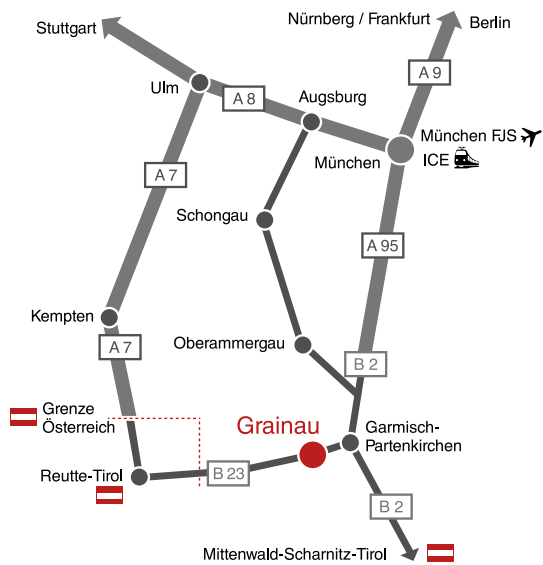 Nürnberg / Frankfurt
Berlin
Stuttgart
A 9
Ulm
A 8
Augsburg
München FJS
München
ICE
A 7
Schongau
A 95
Kempten
A 7
Oberammergau
B 2
Grenze
Österreich
Grainau
Garmisch-
Partenkirchen
Reutte-Tirol
B 23
B 2
Mittenwald-Scharnitz-Tirol